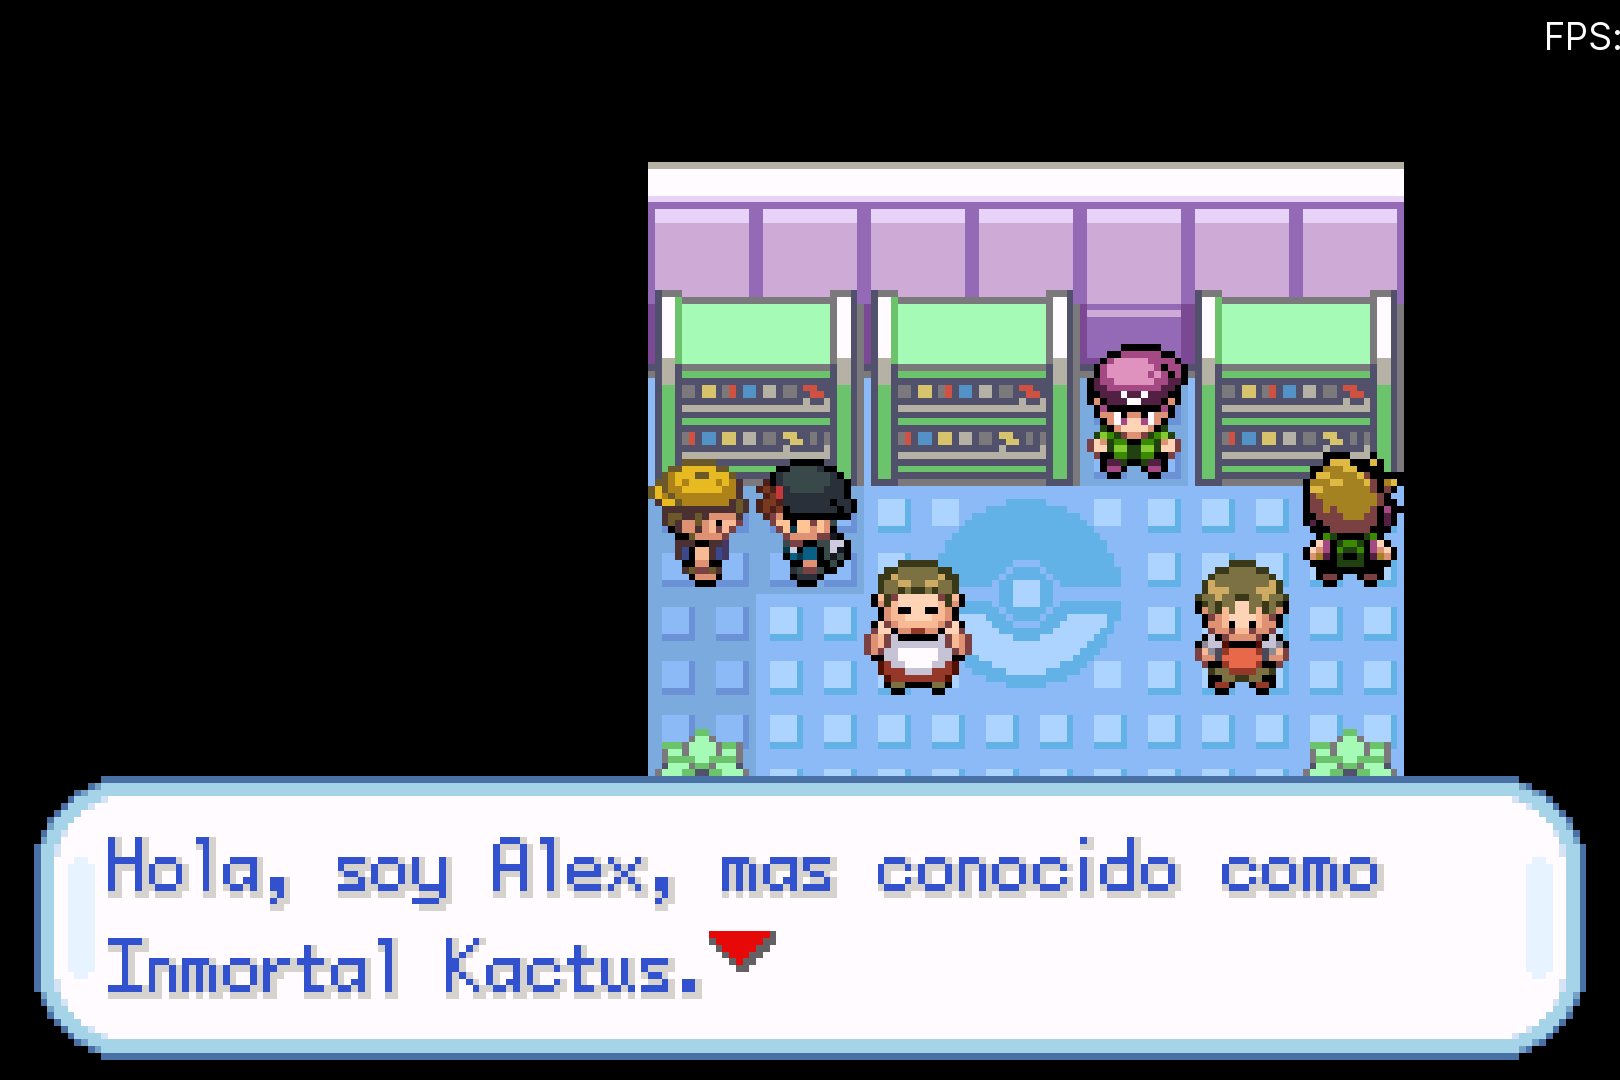 FPS:
Hola, soy Alex, mas conocido como
Inmortal Kactus.